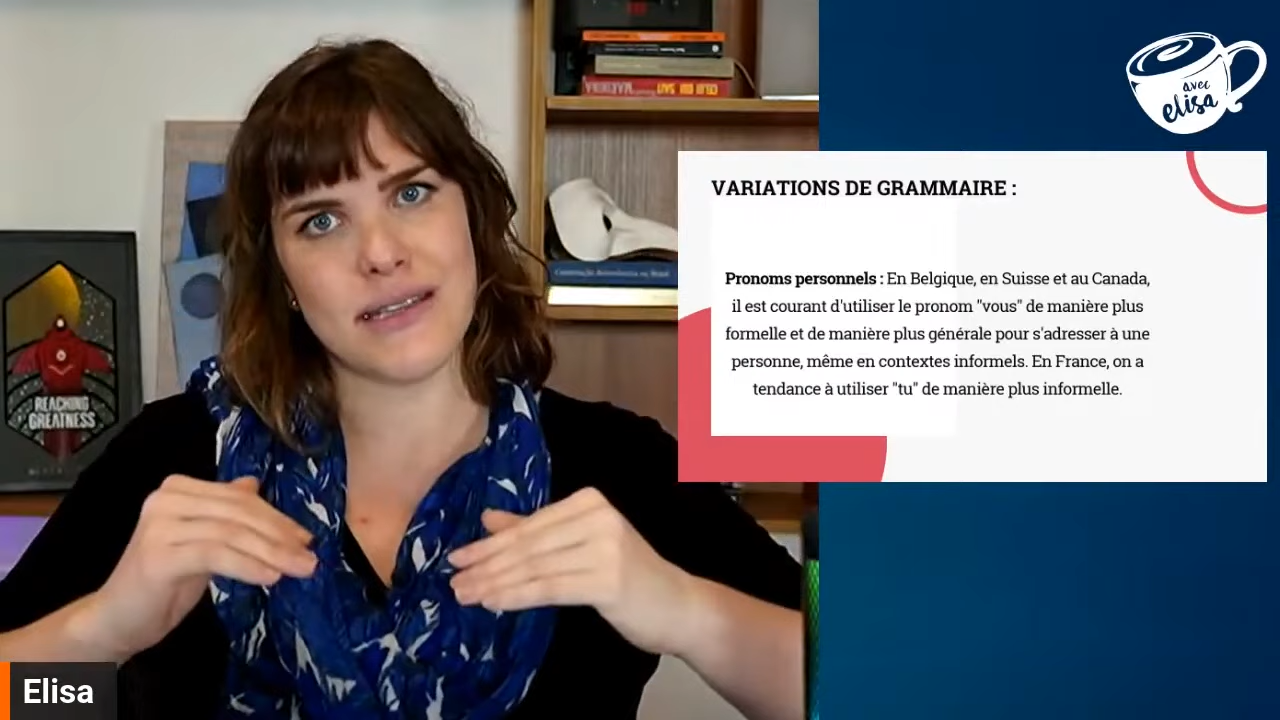 avec
elisa
VARIATIONS DE GRAMMAIRE :
Pronoms personnels : En Belgique, en Suisse et au Canada,
il est courant d'utiliser le pronom "vous" de manière plus
formelle et de manière plus générale pour s'adresser à une
personne, même en contextes informels. En France, on a
tendance à utiliser "tu" de manière plus informelle.
REACHING
GREATNESS
Elisa